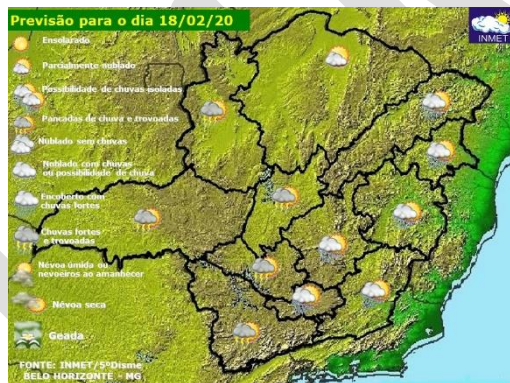 Previsão para o dia 18/02/20
INMET
Ensolarado
Parcialmente nublado
Possibilidade de chuvas isoladas
Pancadas de chuva e trovoadas
Nublado sem chuvas
Nublado com chuvas
ou possibilidade de chuva
Encoberto com
chuvas fortes
Chuvas fortes
e trovoadas
Névoa úmida ou
nevoeiros ao amanhecer
Névoa seca
Geada
FONTE: INMET/5ºDisme
BELO HORIZONTE - MG